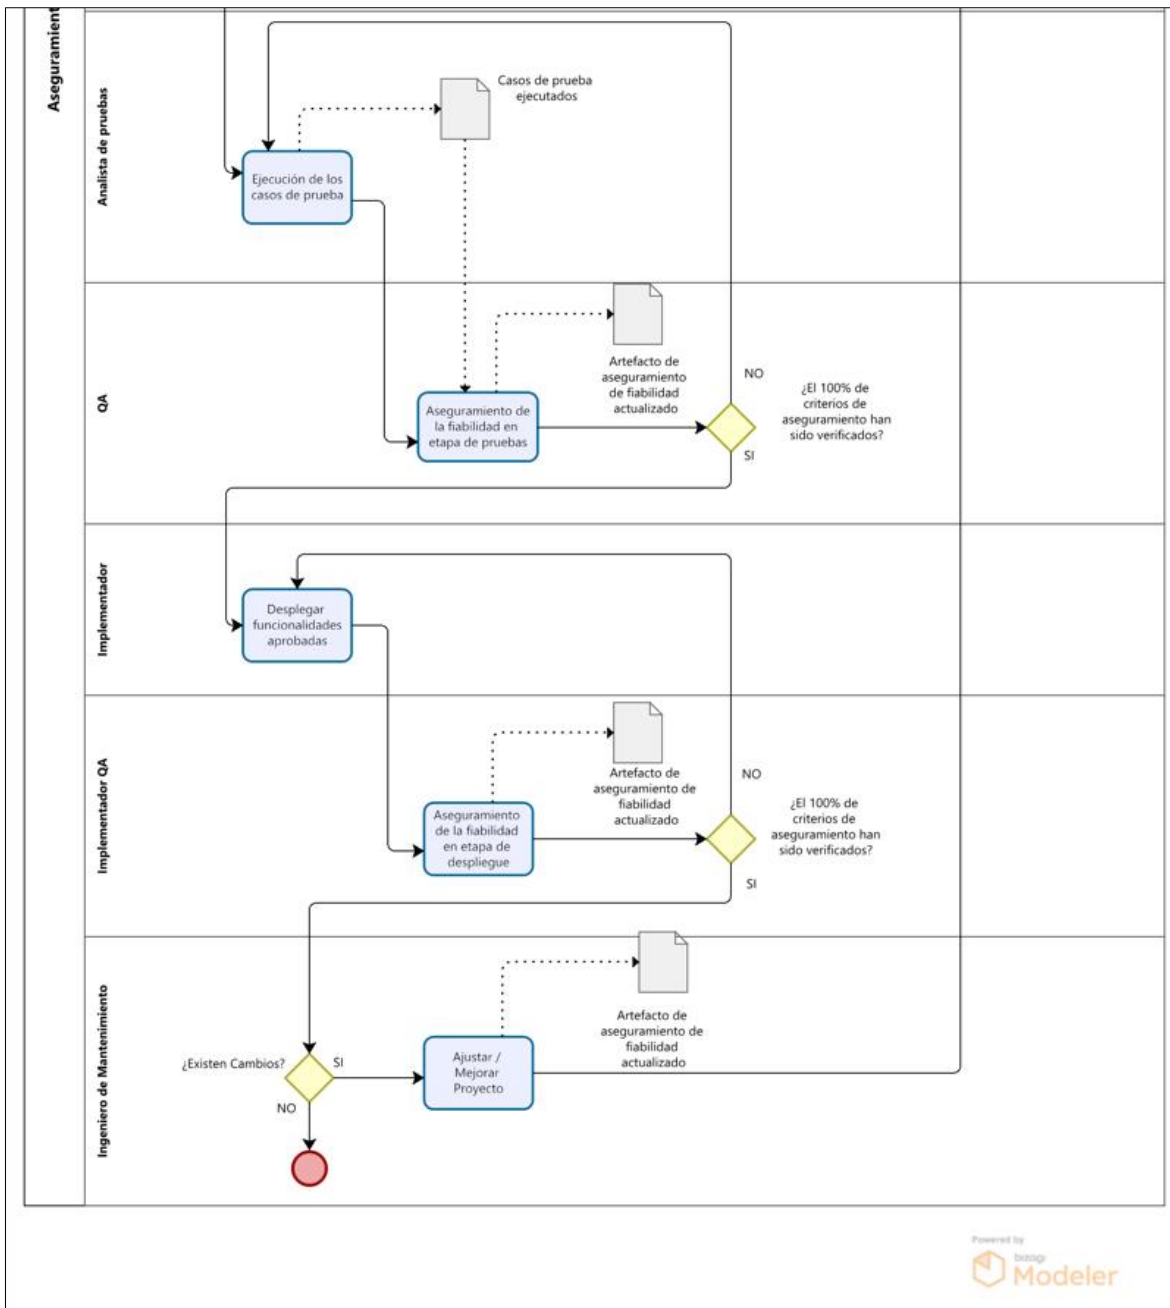 Aseguramient
Analista de pruebas
Casos de prueba
ejecutados
Ejecución de los
casos de prueba
QA
Artefacto de
aseguramiento
de fiabilidad
actualizado
Aseguramiento de
la fiabilidad en
etapa de pruebas
NO
¿El 100% de
criterios de
aseguramiento han
sido verificados?
SI
Implementador
Desplegar
funcionalidades
aprobadas
Implementador QA
Artefacto de
aseguramiento de
fiabilidad
actualizado
Aseguramiento
de la fiabilidad
en etapa de
despliegue
NO
¿El 100% de
criterios de
aseguramiento han
sido verificados?
SI
Ingeniero de Mantenimiento
Artefacto de
aseguramiento de
fiabilidad
actualizado
¿Existen Cambios?
SI
Ajustar /
Mejorar
Proyecto
NO
Powered by
bizagi
Modeler